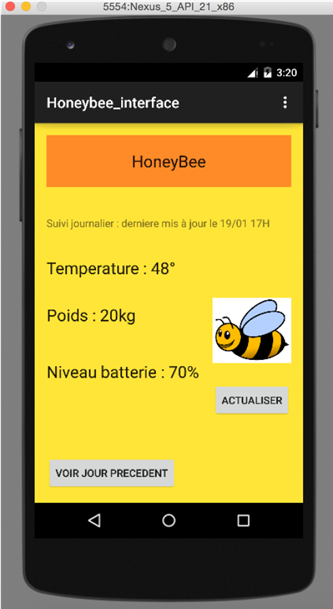 5554:Nexus_5_API_21_x86
3:20
Honeybee_interface
HoneyBee
Suivi journalier : derniere mis à jour le 19/01 17H
Temperature : 48°
Poids : 20kg
Niveau batterie : 70%
ACTUALISER
VOIR JOUR PRECEDENT